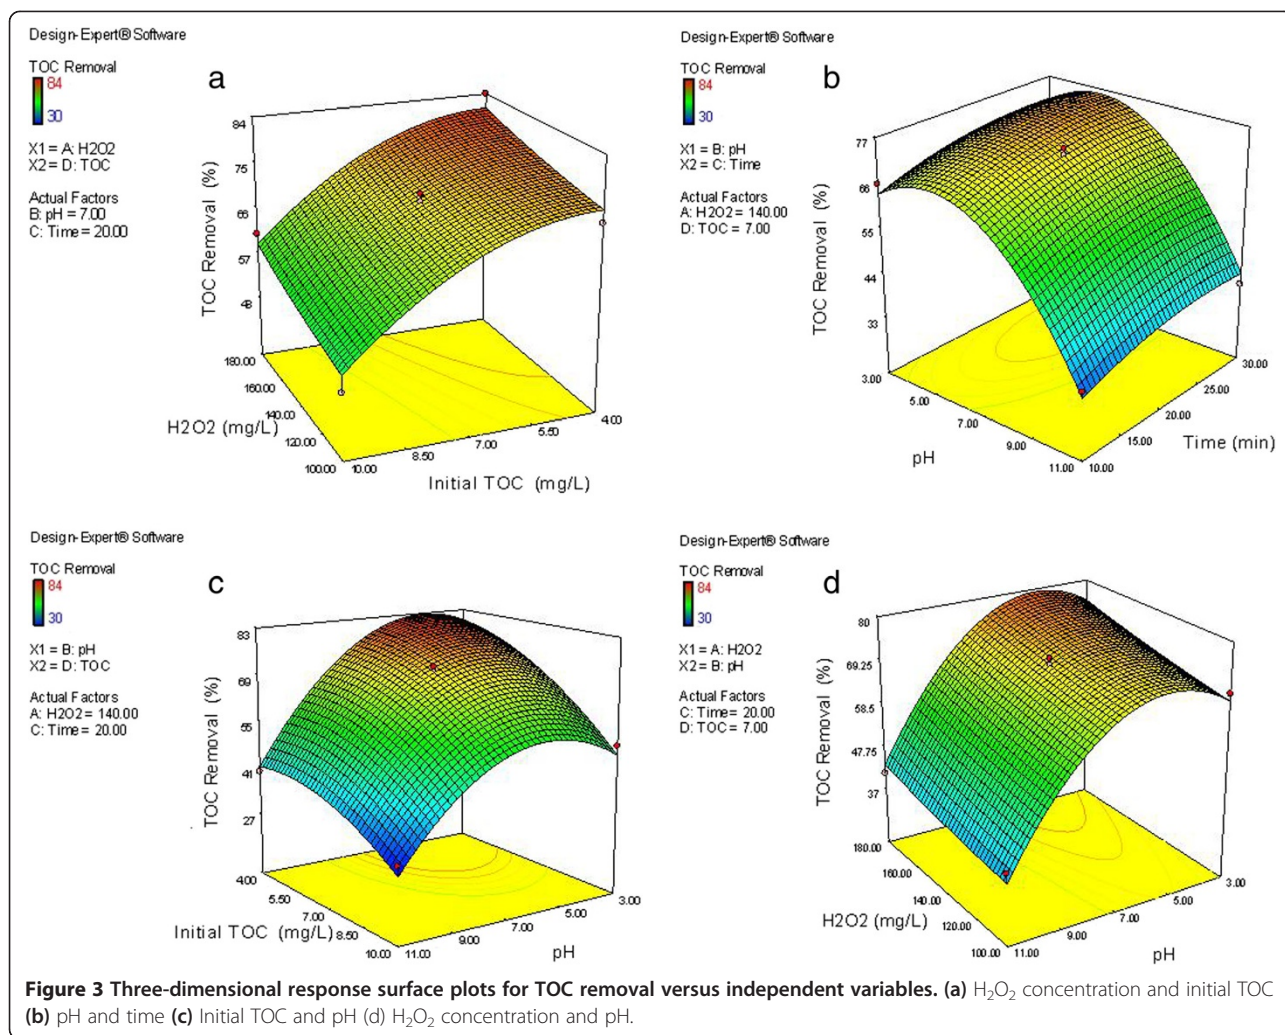 Design-Expert® Software
TOC Removal
84
30
X1 = A: H2O2
X2 = D: TOC
Actual Factors
B: pH = 7.00
C: Time = 20.00
a
84
75
66
57
48
TOC Removal (%)
180.00
160.00
140.00
120.00
100.00
H2O2 (mg/L)
10.00
8.50
7.00
5.50
4.00
Initial TOC (mg/L)
Design-Expert® Software
TOC Removal
84
30
X1 = B: pH
X2 = C: Time
Actual Factors
A: H2O2 = 140.00
D: TOC = 7.00
b
77
66
55
44
33
TOC Removal (%)
3.00
5.00
7.00
9.00
11.00
pH
10.00
15.00
20.00
25.00
30.00
Time (min)
Design-Expert® Software
TOC Removal
84
30
X1 = B: pH
X2 = D: TOC
Actual Factors
A: H2O2 = 140.00
C: Time = 20.00
c
83
69
55
41
27
TOC Removal (%)
4.00
5.50
7.00
8.50
10.00
Initial TOC (mg/L)
11.00
9.00
7.00
5.00
3.00
pH
Design-Expert® Software
TOC Removal
84
30
X1 = A: H2O2
X2 = B: pH
Actual Factors
C: Time = 20.00
D: TOC = 7.00
d
80
69.25
58.5
47.75
37
TOC Removal (%)
180.00
160.00
140.00
120.00
100.00
H2O2 (mg/L)
11.00
9.00
7.00
5.00
3.00
pH
Figure 3 Three-dimensional response surface plots for TOC removal versus independent variables. (a) H₂O₂ concentration and initial TOC
(b) pH and time (c) Initial TOC and pH (d) H₂O₂ concentration and pH.